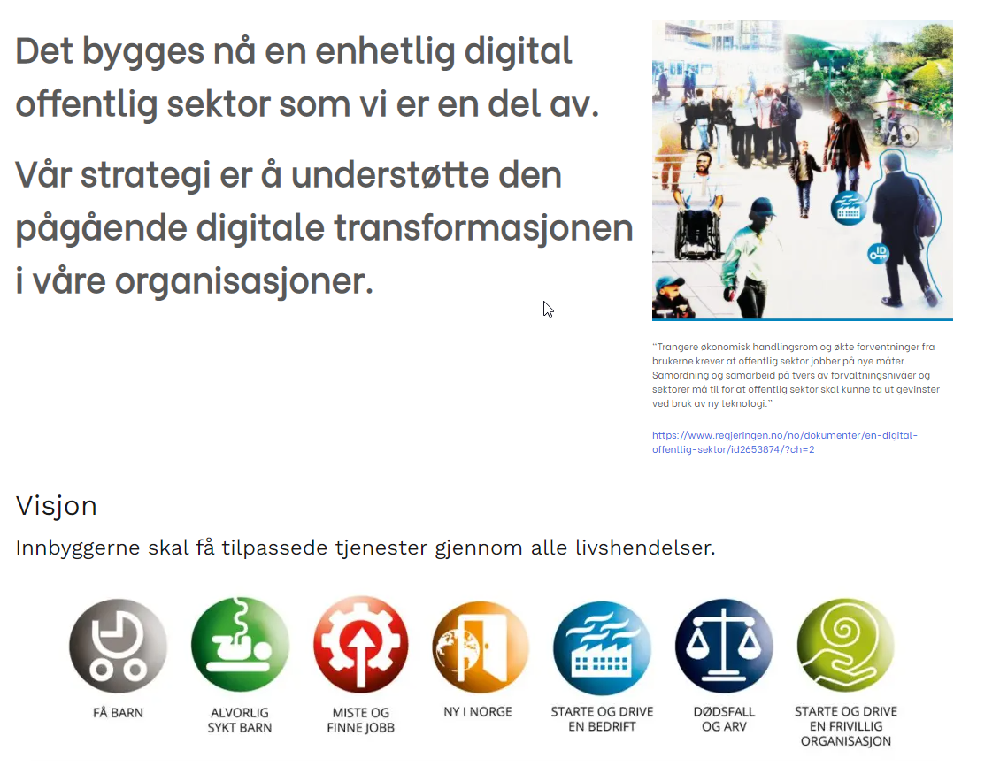 Det bygges nå en enhetlig digital
offentlig sektor som vi er en del av.
Vår strategi er å understøtte den
pågående digitale transformasjonen
i våre organisasjoner.
ID
“Trangere økonomisk handlingsrom og økte forventninger fra
brukerne krever at offentlig sektor jobber på nye måter.
Samordning og samarbeid på tvers av forvaltningsnivåer og
sektorer må til for at offentlig sektor skal kunne ta ut gevinster
ved bruk av ny teknologi.”
https://www.regjeringen.no/no/dokumenter/en-digital-
offentlig-sektor/id2653874/?ch=2
Visjon
Innbyggerne skal få tilpassede tjenester gjennom alle livshendelser.
FÅ BARN
ALVORLIG
SYKT BARN
MISTE OG
FINNE JOBB
NY I NORGE
STARTE OG DRIVE
EN BEDRIFT
DØDSFALL
OG ARV
STARTE OG DRIVE
EN FRIVILLIG
ORGANISASJON